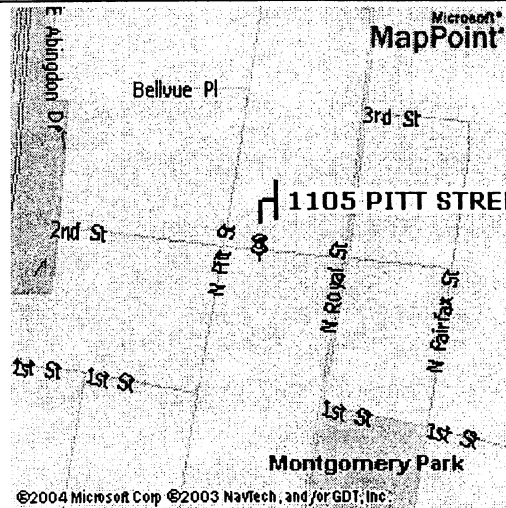 Microsoft®
MapPoint®
E Abingdon Dr
Bellvue Pl
3rd St
1105 PITT STREE
2nd St
N Pitt S
N Royal St
N Fairfax St
1st St
1st St
1st St
1st St
Montgomery Park
©2004 Microsoft Corp ©2003 NavTech, and/or GDT, Inc.